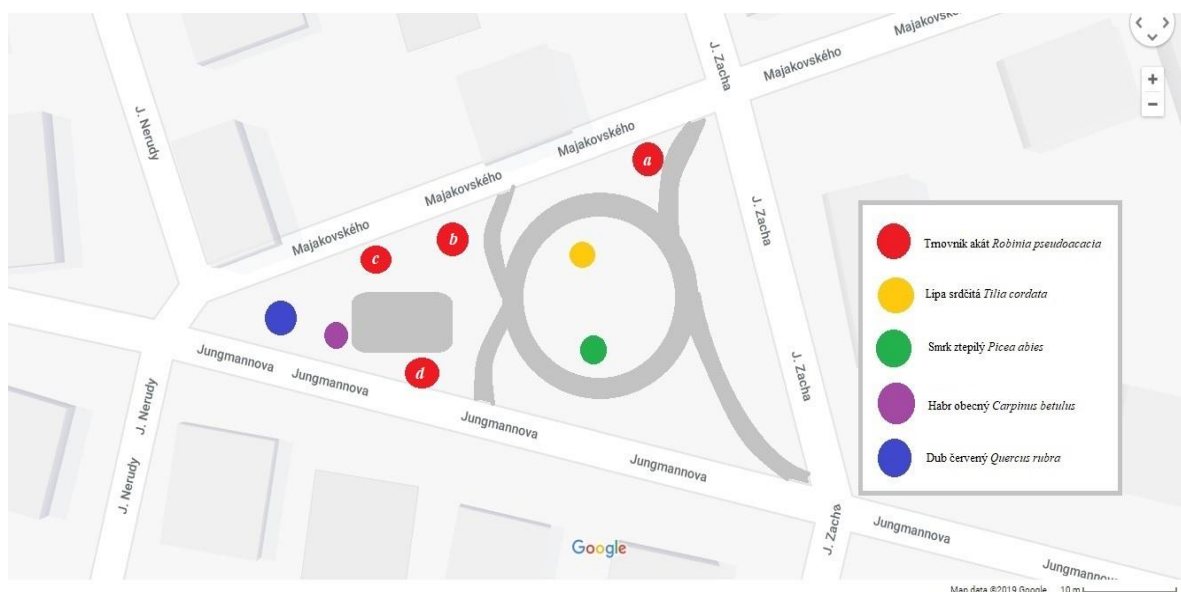 Majakovského
J. Zacha
Majakovského
J. Nerudy
Majakovského
a
Majakovského
J. Zacha
b
Majakovského
c
Trnovník akát Robinia pseudoacacia
Lípa srdčitá Tilia cordata
Smrk ztepilý Picea abies
Habr obecný Carpinus betulus
Dub červený Quercus rubra
Jungmannova
Jungmannova
d
J. Zacha
J. Nerudy
Jungmannova
Jungmannova
J. Nerudy
J. Zacha
Jungmannova
Google
Jungmannov
Map data ©2019 Google 10 m
+
−